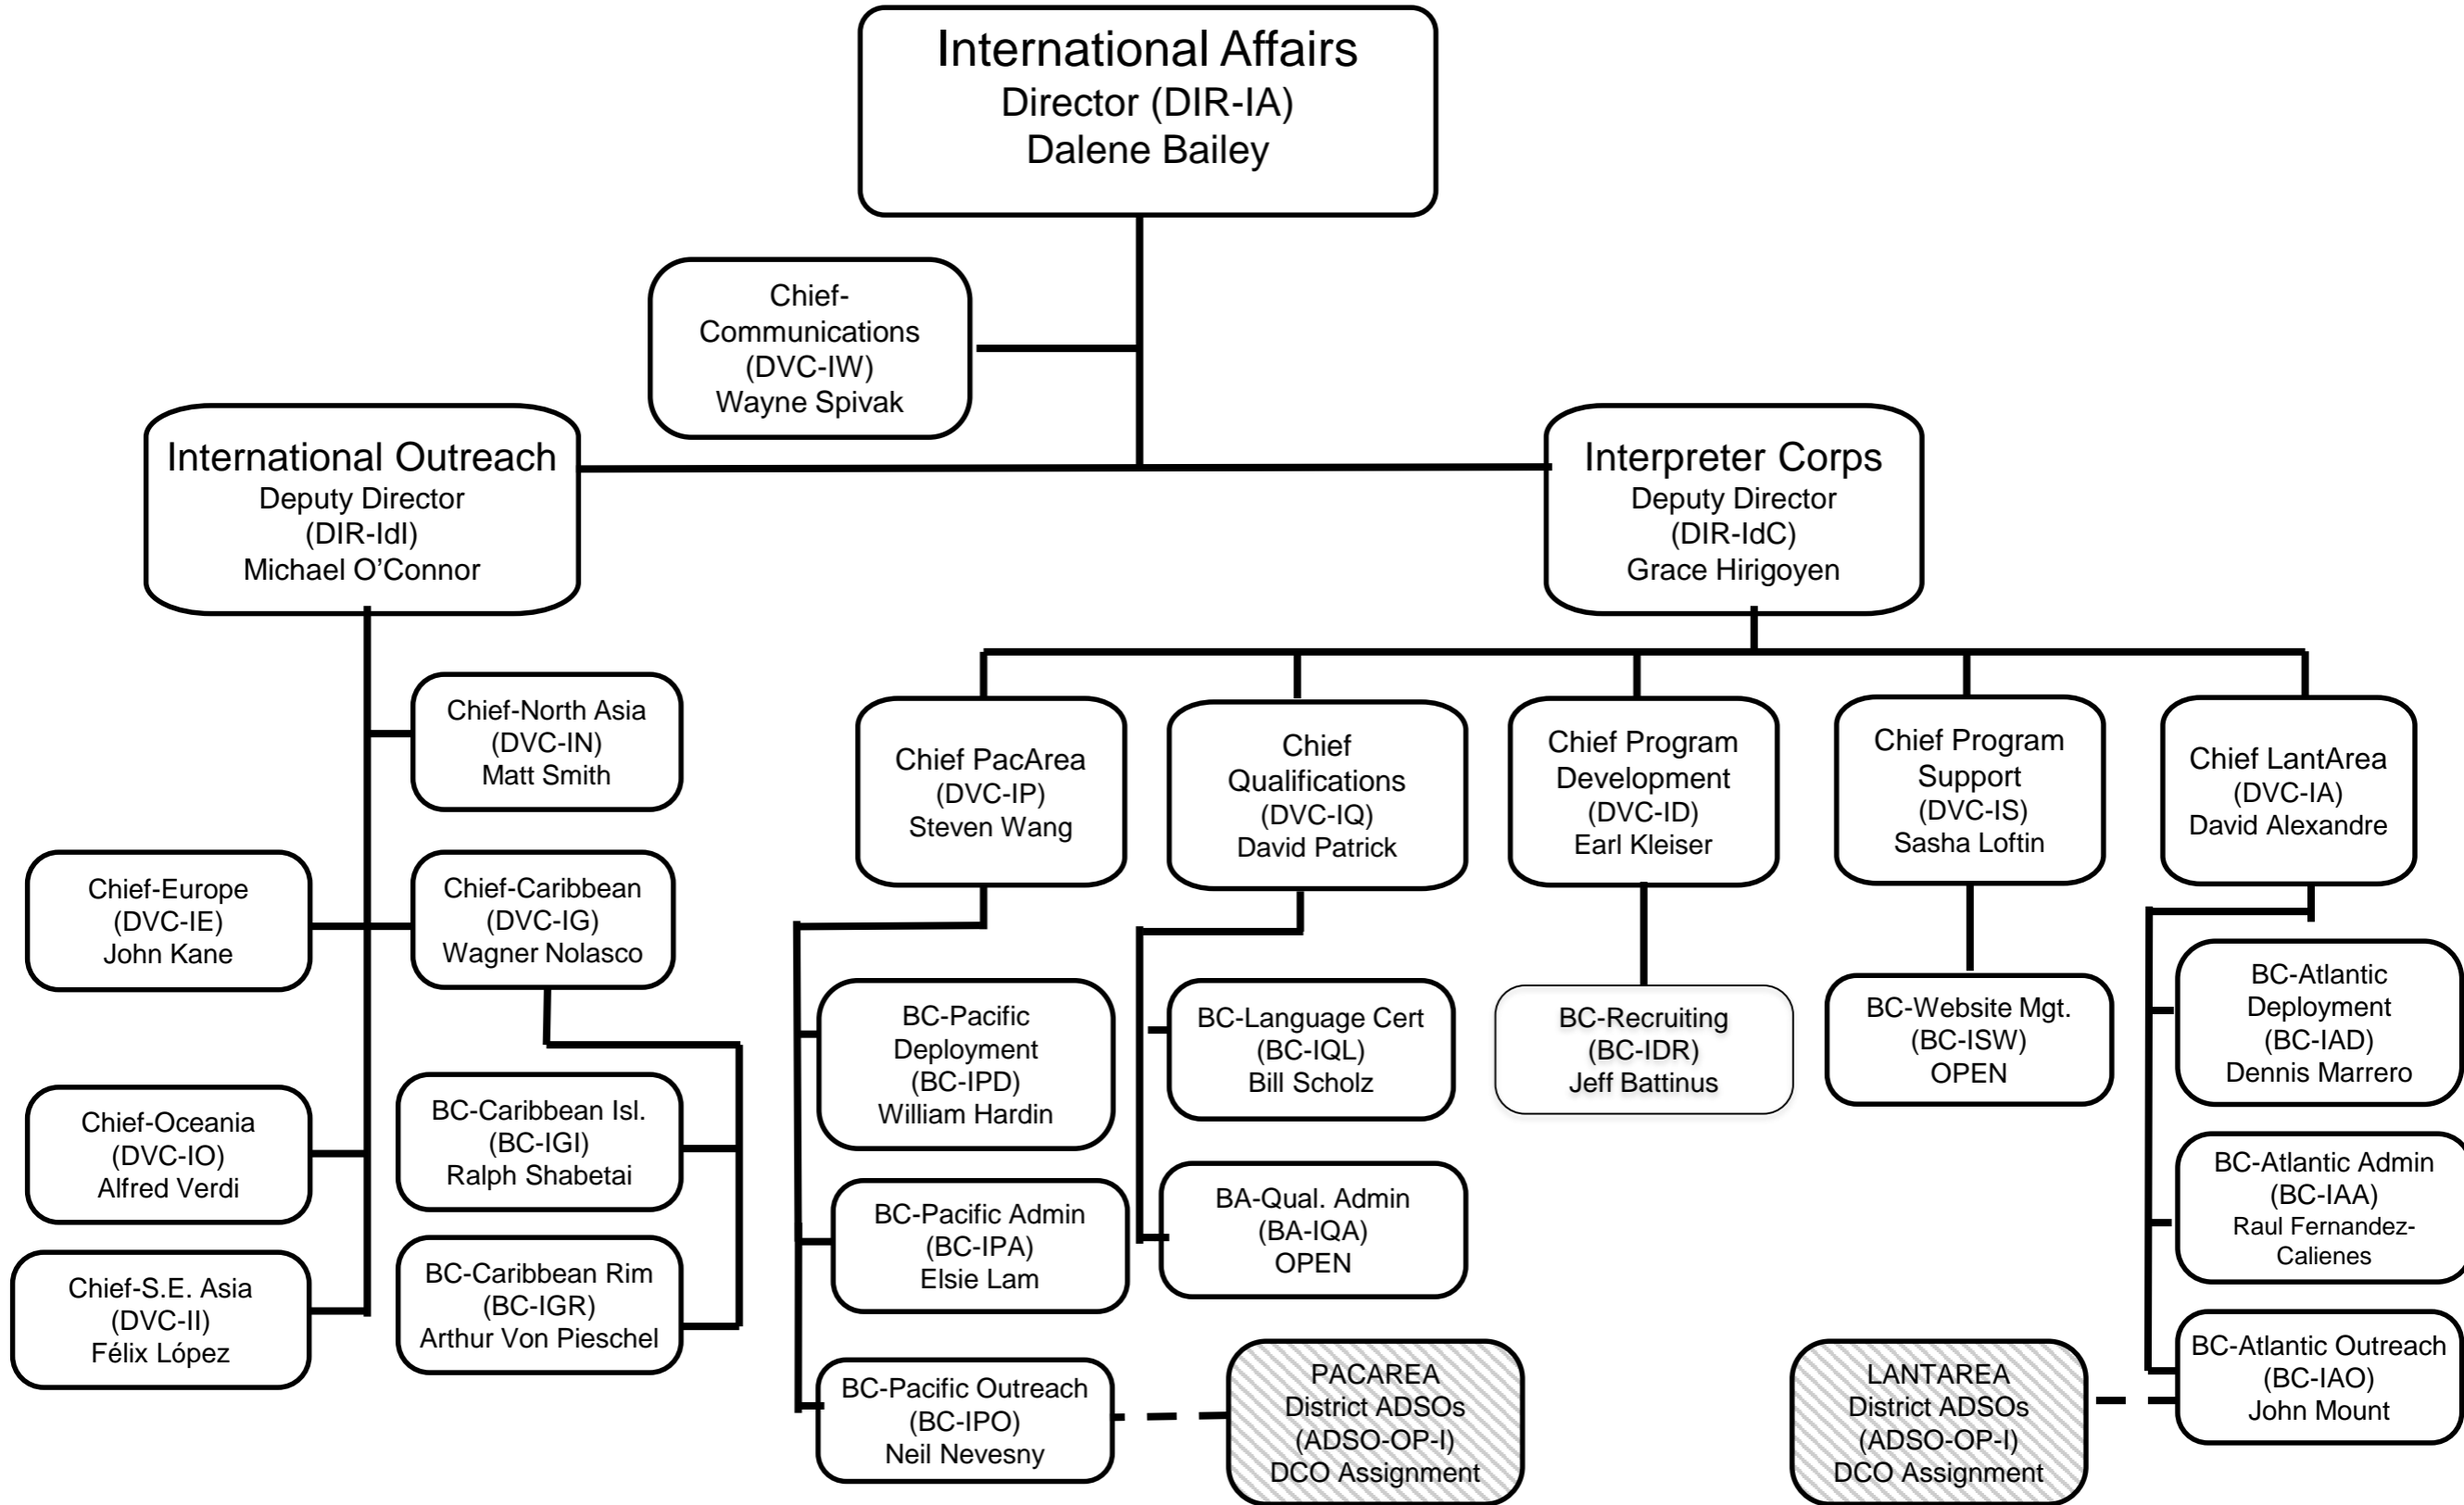 International Affairs
Director (DIR-IA)
Dalene Bailey
Chief-
Communications
(DVC-IW)
Wayne Spivak
International Outreach
Deputy Director
(DIR-IdI)
Michael O’Connor
Interpreter Corps
Deputy Director
(DIR-IdC)
Grace Hirigoyen
Chief-North Asia
(DVC-IN)
Matt Smith
Chief-Europe
(DVC-IE)
John Kane
Chief-Caribbean
(DVC-IG)
Wagner Nolasco
Chief-Oceania
(DVC-IO)
Alfred Verdi
BC-Caribbean Isl.
(BC-IGI)
Ralph Shabetai
Chief-S.E. Asia
(DVC-II)
Félix López
BC-Caribbean Rim
(BC-IGR)
Arthur Von Pieschel
Chief PacArea
(DVC-IP)
Steven Wang
Chief
Qualifications
(DVC-IQ)
David Patrick
Chief Program
Development
(DVC-ID)
Earl Kleiser
Chief Program
Support
(DVC-IS)
Sasha Loftin
Chief LantArea
(DVC-IA)
David Alexandre
BC-Pacific
Deployment
(BC-IPD)
William Hardin
BC-Language Cert
(BC-IQL)
Bill Scholz
BC-Recruiting
(BC-IDR)
Jeff Battinus
BC-Website Mgt.
(BC-ISW)
OPEN
BC-Atlantic
Deployment
(BC-IAD)
Dennis Marrero
BC-Pacific Admin
(BC-IPA)
Elsie Lam
BA-Qual. Admin
(BA-IQA)
OPEN
BC-Atlantic Admin
(BC-IAA)
Raul Fernandez-
Calienes
BC-Pacific Outreach
(BC-IPO)
Neil Nevesny
PACAREA
District ADSOs
(ADSO-OP-I)
DCO Assignment
LANTAREA
District ADSOs
(ADSO-OP-I)
DCO Assignment
BC-Atlantic Outreach
(BC-IAO)
John Mount